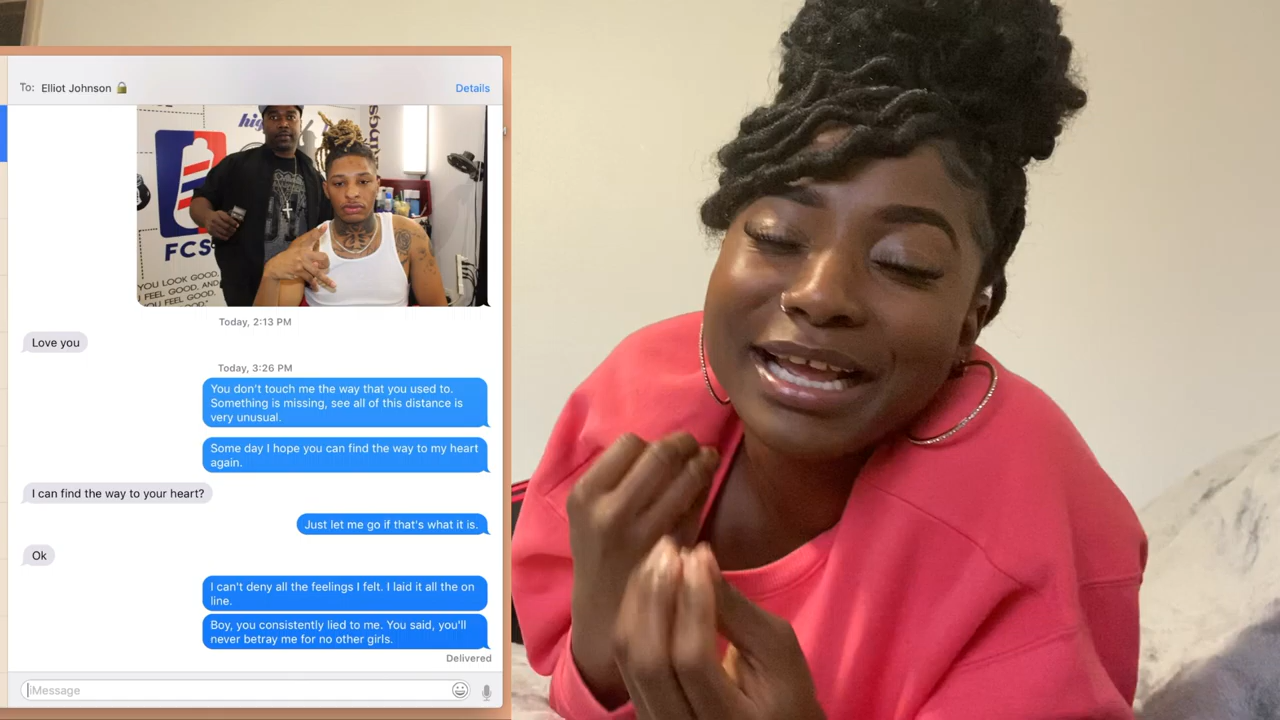 To: Elliot Johnson
Details
hig
FCS
"YOU LOOK GOOD,
FEEL GOOD, AND
YOU FEEL GOOD,
Today, 2:13 PM
Love you
Today, 3:26 PM
You don't touch me the way that you used to.
Something is missing, see all of this distance is
very unusual.
Some day I hope you can find the way to my heart
again.
I can find the way to your heart?
Just let me go if that's what it is.
Ok
I can't deny all the feelings I felt. I laid it all the on
line.
Boy, you consistently lied to me. You said, you'll
never betray me for no other girls.
Delivered
iMessage